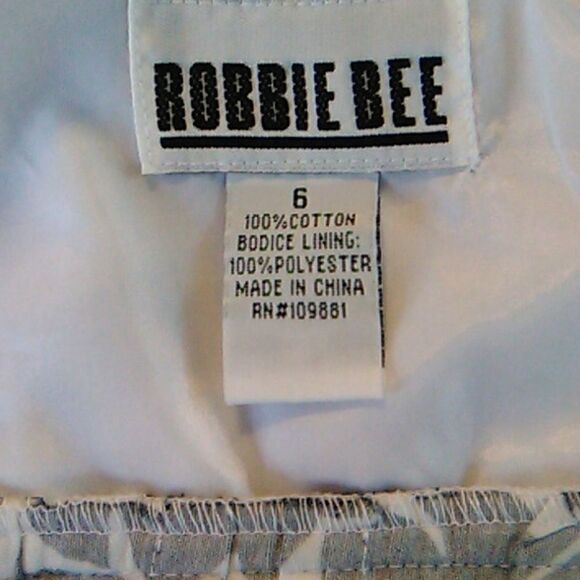 ROBBIE BEE
6
100%COTTON
BODICE LINING:
100%POLYESTER
MADE IN CHINA
RN#109881